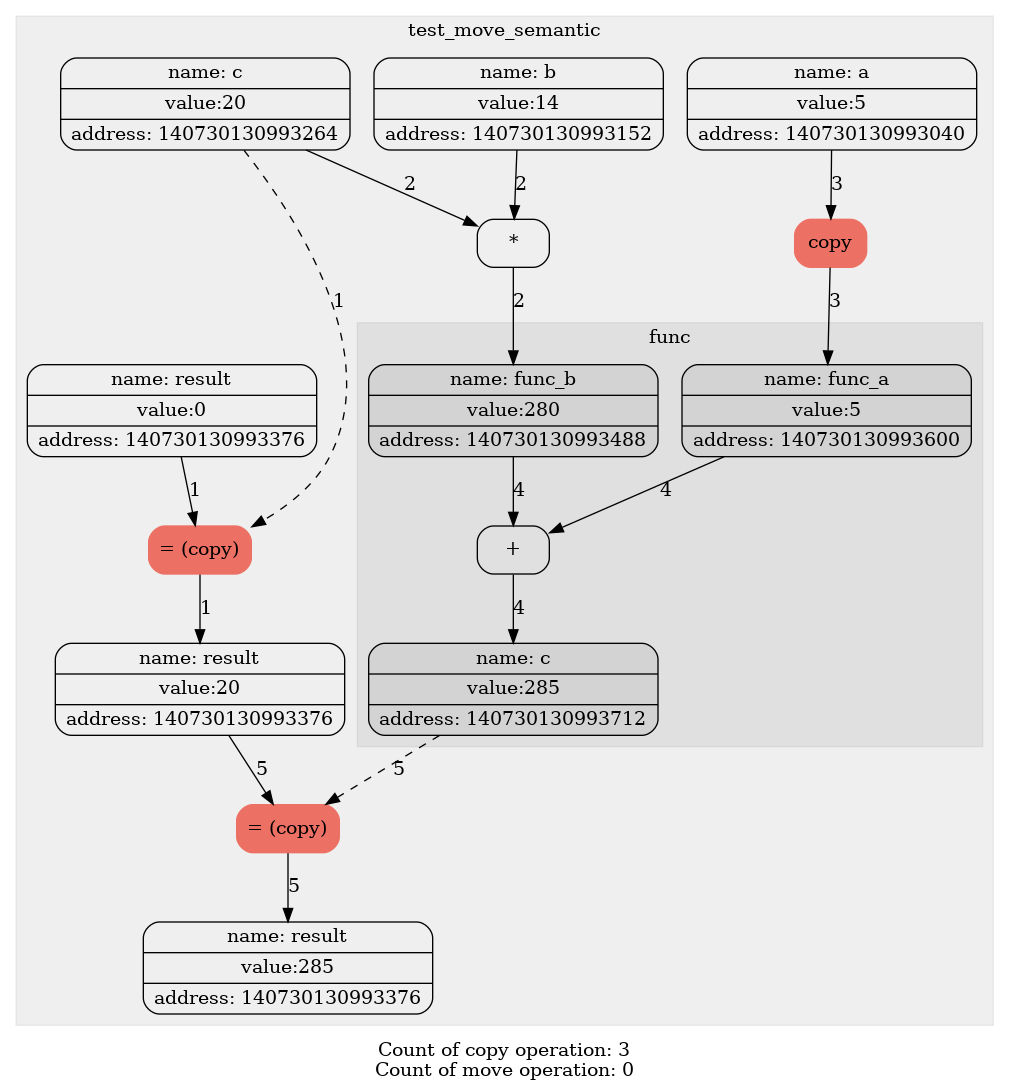 test_move_semantic
name: c
value:20
address: 140730130993264
name: b
value:14
address: 140730130993152
name: a
value:5
address: 140730130993040
2
2
3
*
copy
1
2
3
func
name: result
value:0
address: 140730130993376
name: func_b
value:280
address: 140730130993488
name: func_a
value:5
address: 140730130993600
1
4
4
= (copy)
+
1
4
name: result
value:20
address: 140730130993376
name: c
value:285
address: 140730130993712
5
5
= (copy)
5
name: result
value:285
address: 140730130993376
Count of copy operation: 3
Count of move operation: 0